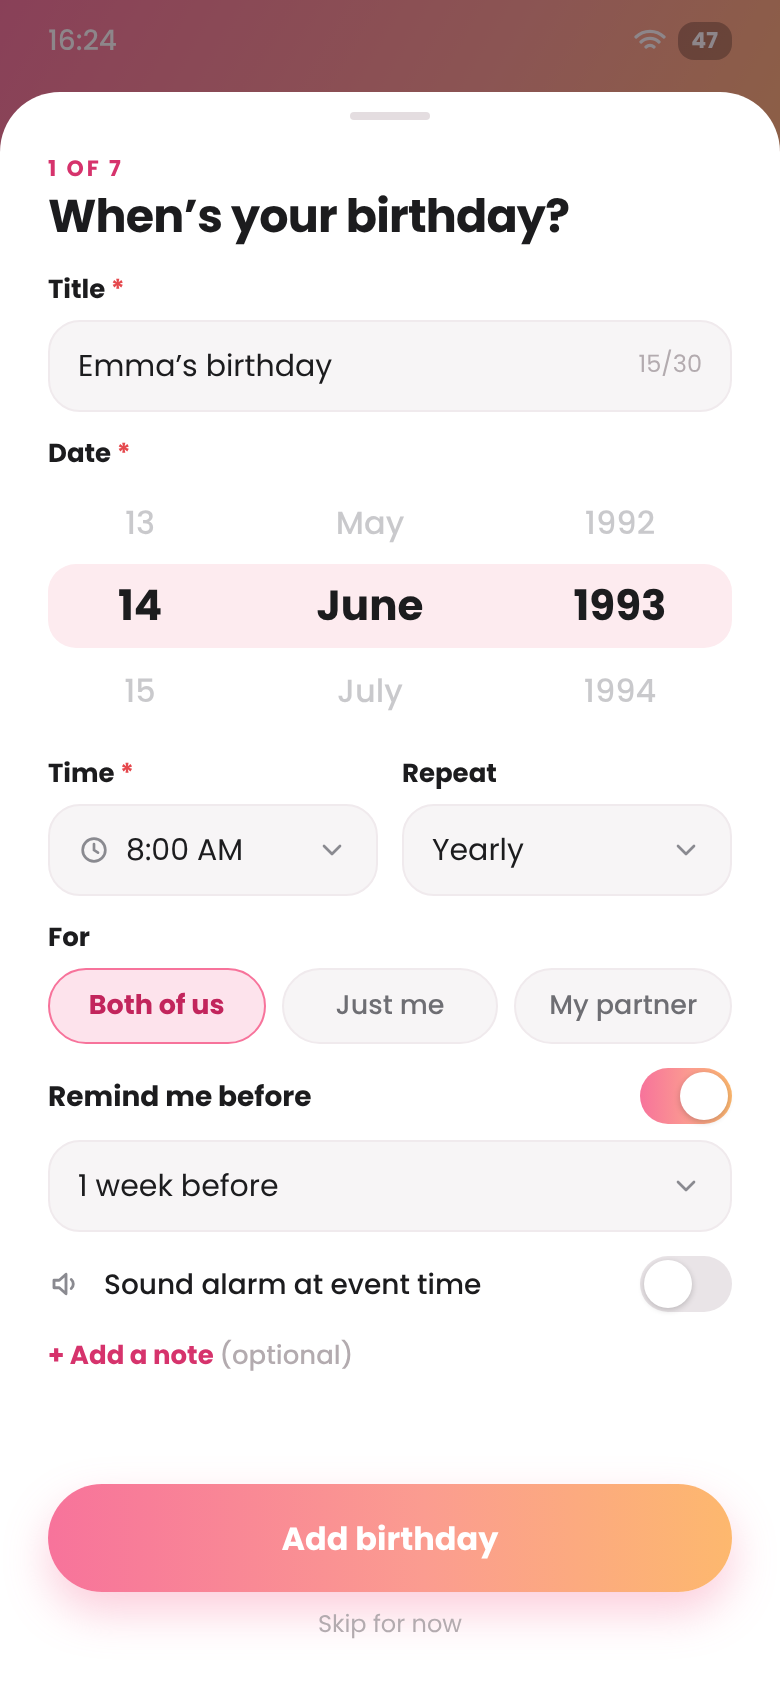 16:24
47
1 OF 7
When’s your birthday?
Title *
Emma’s birthday 15/30
Date *
13 May 1992
14 June 1993
15 July 1994
Time * Repeat
8:00 AM Yearly
For
Both of us Just me My partner
Remind me before
1 week before
Sound alarm at event time
+ Add a note (optional)
Add birthday
Skip for now